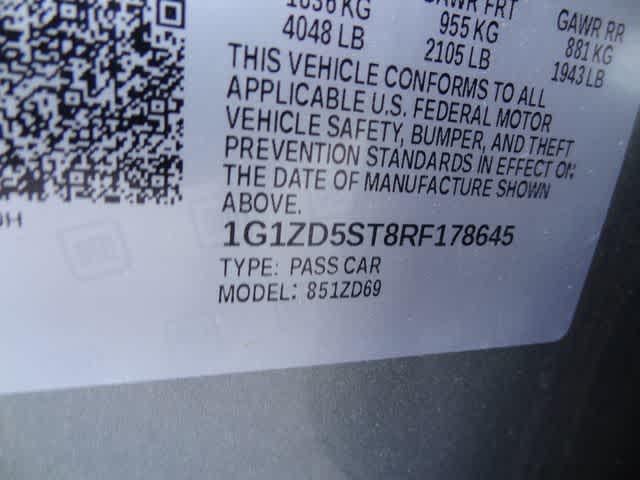 1836 KG GAWR FRT GAWR RR
4048 LB 955 KG 881 KG
2105 LB 1943 LB
THIS VEHICLE CONFORMS TO ALL
APPLICABLE U.S. FEDERAL MOTOR
VEHICLE SAFETY, BUMPER, AND THEFT
PREVENTION STANDARDS IN EFFECT ON
THE DATE OF MANUFACTURE SHOWN
ABOVE.
1G1ZD5ST8RF178645
TYPE: PASS CAR
MODEL: 851ZD69